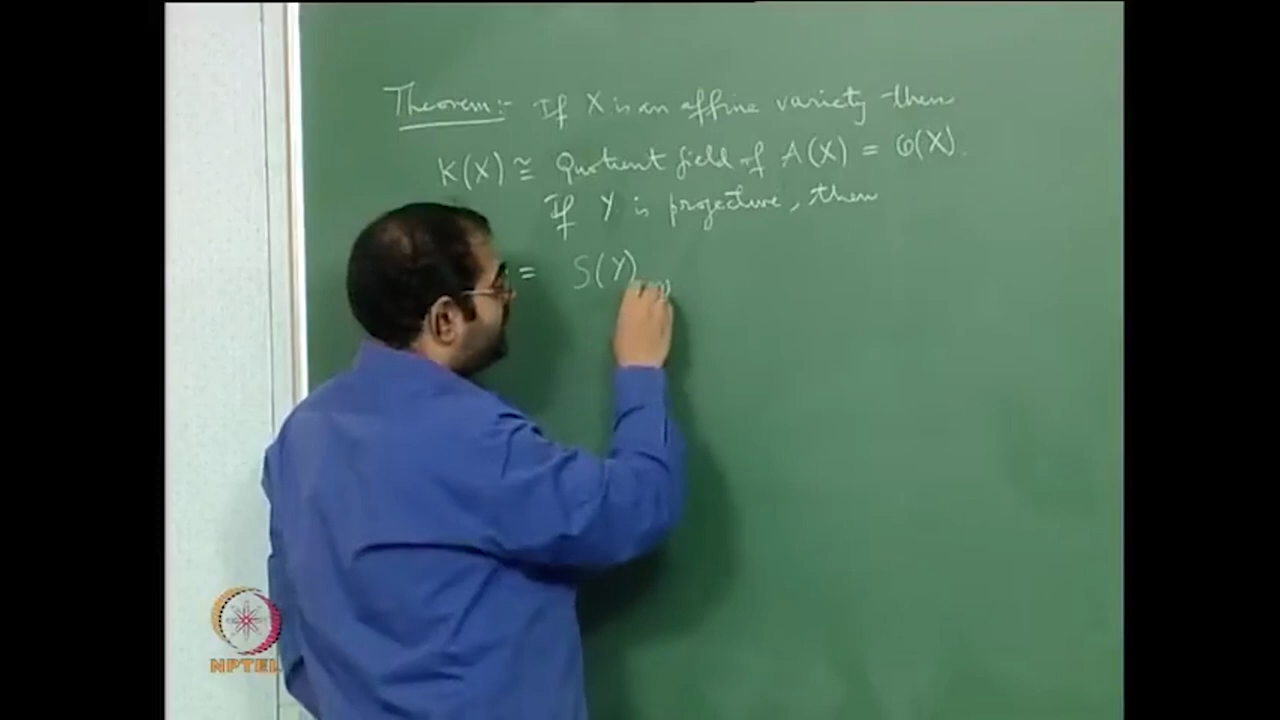 Theorem:- If X is an affine variety then
K(X) ≅ Quotient field of A(X) = O(X).
If Y is projective, then
= S(Y)
NPTEL